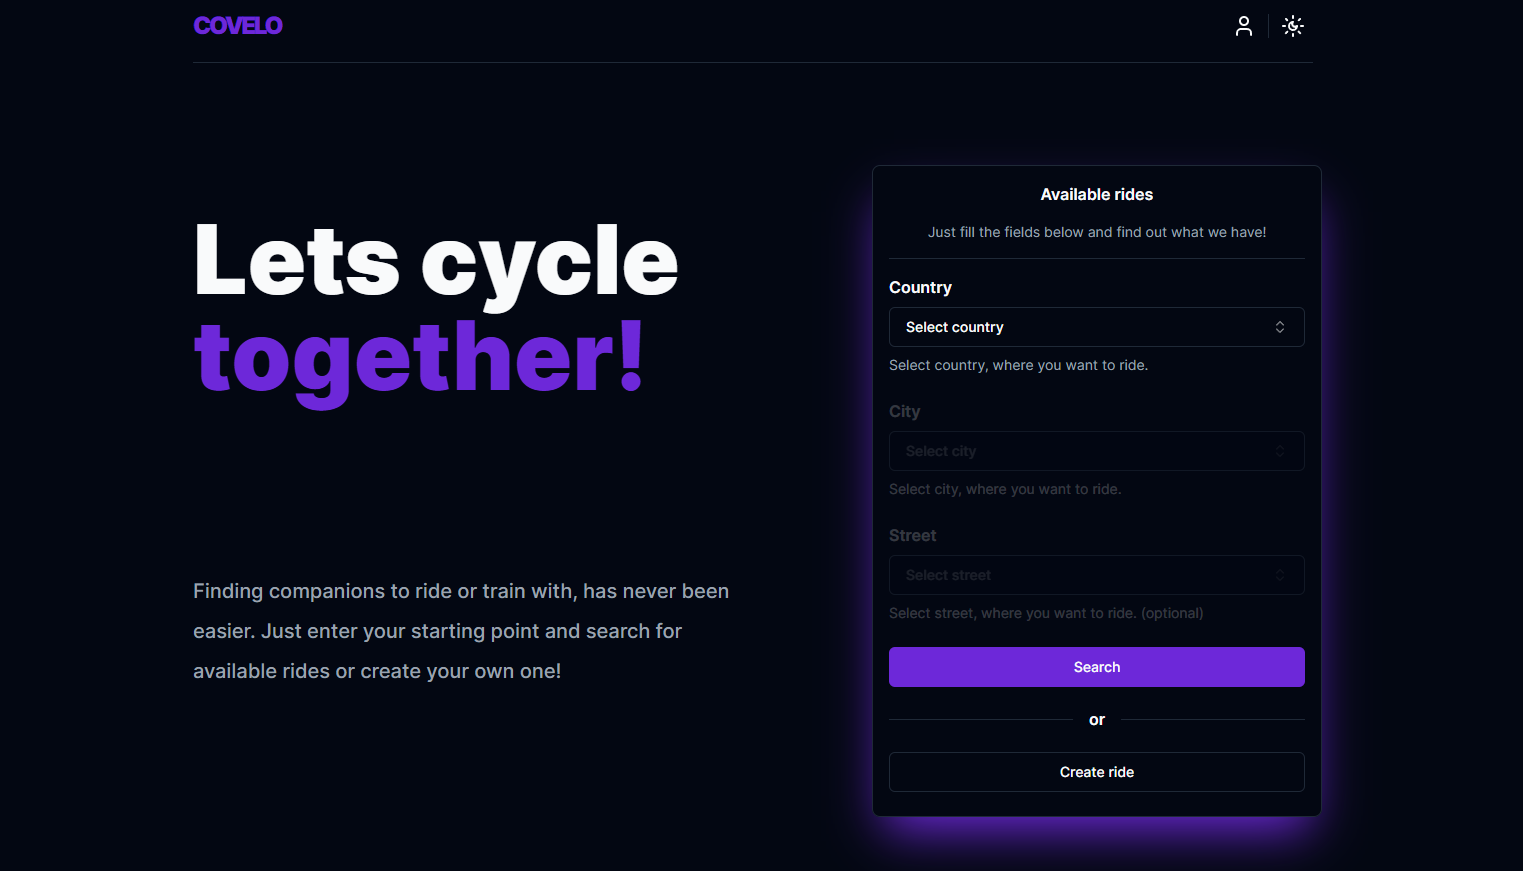 COVELO
Lets cycle
together!
Finding companions to ride or train with, has never been
easier. Just enter your starting point and search for
available rides or create your own one!
Available rides
Just fill the fields below and find out what we have!
Country
Select country
Select country, where you want to ride.
City
Select city
Select city, where you want to ride.
Street
Select street
Select street, where you want to ride. (optional)
Search
or
Create ride